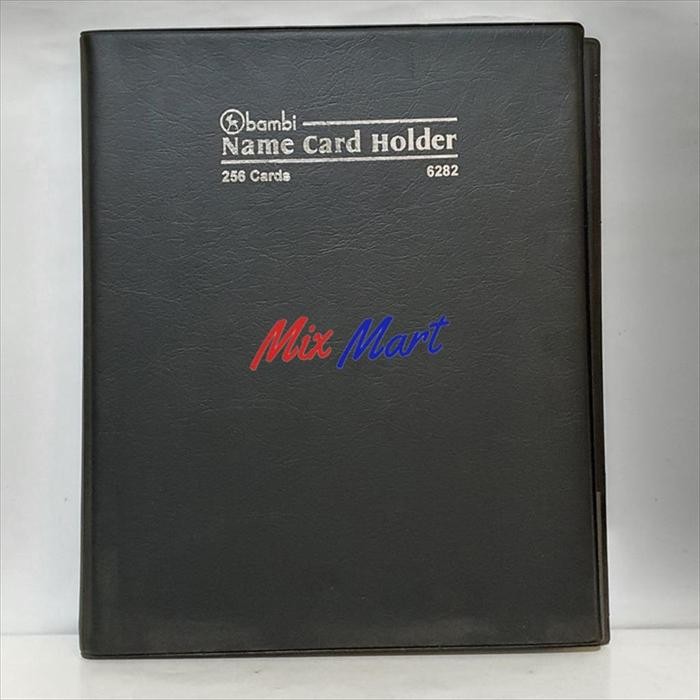 bambi
Name Card Holder
256 Cards 6282
Mix Mart